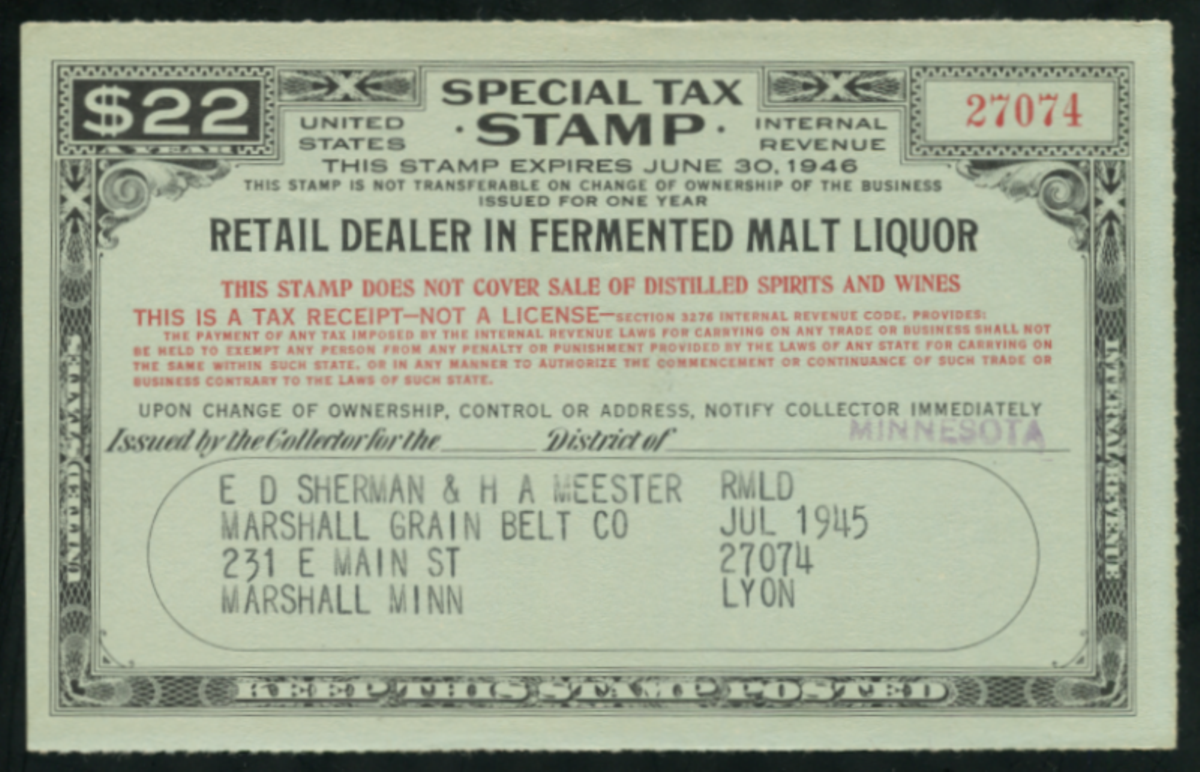 $22
A YEAR
UNITED STATES
SPECIAL TAX
· STAMP ·
INTERNAL REVENUE
27074
THIS STAMP EXPIRES JUNE 30, 1946
THIS STAMP IS NOT TRANSFERABLE ON CHANGE OF OWNERSHIP OF THE BUSINESS
ISSUED FOR ONE YEAR
RETAIL DEALER IN FERMENTED MALT LIQUOR
THIS STAMP DOES NOT COVER SALE OF DISTILLED SPIRITS AND WINES
THIS IS A TAX RECEIPT—NOT A LICENSE—SECTION 3276 INTERNAL REVENUE CODE, PROVIDES:
THE PAYMENT OF ANY TAX IMPOSED BY THE INTERNAL REVENUE LAWS FOR CARRYING ON ANY TRADE OR BUSINESS SHALL NOT
BE HELD TO EXEMPT ANY PERSON FROM ANY PENALTY OR PUNISHMENT PROVIDED BY THE LAWS OF ANY STATE FOR CARRYING ON
THE SAME WITHIN SUCH STATE, OR IN ANY MANNER TO AUTHORIZE THE COMMENCEMENT OR CONTINUANCE OF SUCH TRADE OR
BUSINESS CONTRARY TO THE LAWS OF SUCH STATE.
UPON CHANGE OF OWNERSHIP, CONTROL OR ADDRESS, NOTIFY COLLECTOR IMMEDIATELY
Issued by the Collector for the ______ District of MINNESOTA
E D SHERMAN & H A MEESTER RMLD
MARSHALL GRAIN BELT CO JUL 1945
231 E MAIN ST 27074
MARSHALL MINN LYON
UNITED STATES
INTERNAL REVENUE
KEEP THIS STAMP POSTED